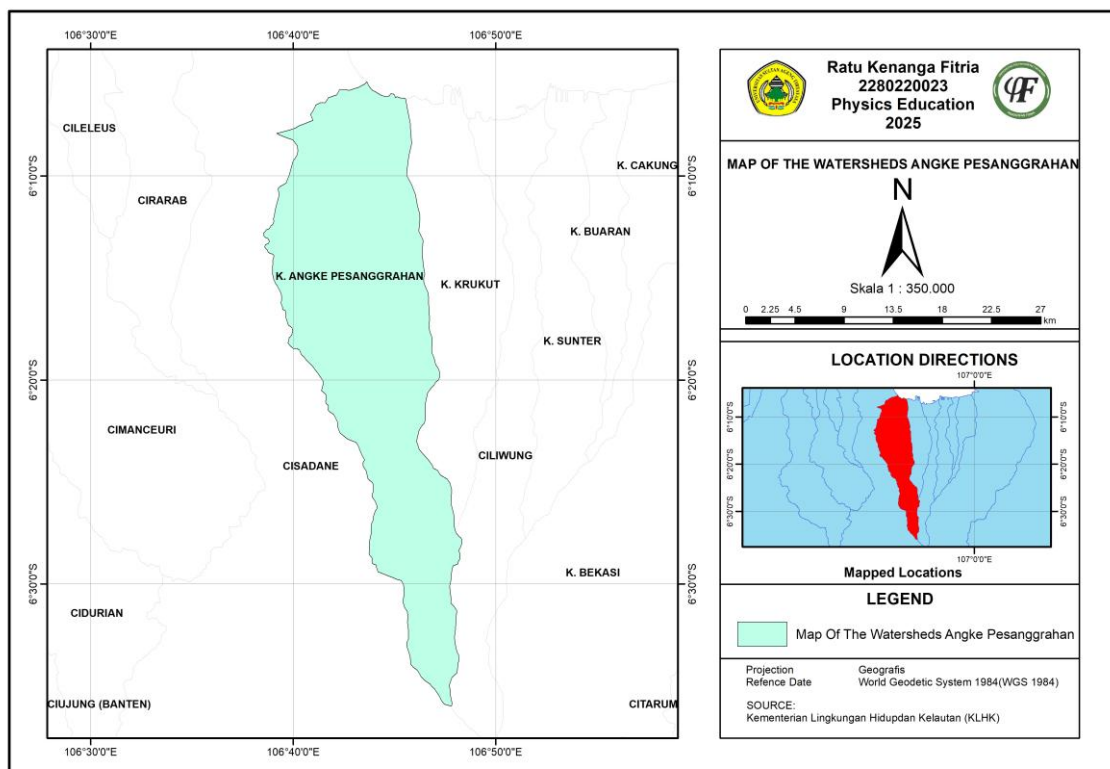 106°30'0"E
106°40'0"E
106°50'0"E
6°10'0"S
6°20'0"S
6°30'0"S
CILELEUS
K. CAKUNG
CIRARAB
K. BUARAN
K. ANGKE PESANGGRAHAN
K. KRUKUT
K. SUNTER
CIMANCEURI
CISADANE
CILIWUNG
K. BEKASI
CIDURIAN
CIUJUNG (BANTEN)
CITARUM
6°10'0"S
6°20'0"S
6°30'0"S
106°30'0"E
106°40'0"E
106°50'0"E
Ratu Kenanga Fitria
2280220023
Physics Education
2025
MAP OF THE WATERSHEDS ANGKE PESANGGRAHAN
N
Skala 1 : 350.000
0 2.25 4.5 9 13.5 18 22.5 27
km
LOCATION DIRECTIONS
107°0'0"E
6°10'0"S
6°20'0"S
6°30'0"S
6°10'0"S
6°20'0"S
6°30'0"S
107°0'0"E
Mapped Locations
LEGEND
Map Of The Watersheds Angke Pesanggrahan
Projection Geografis
Refence Date World Geodetic System 1984(WGS 1984)
SOURCE:
Kementerian Lingkungan Hidupdan Kelautan (KLHK)